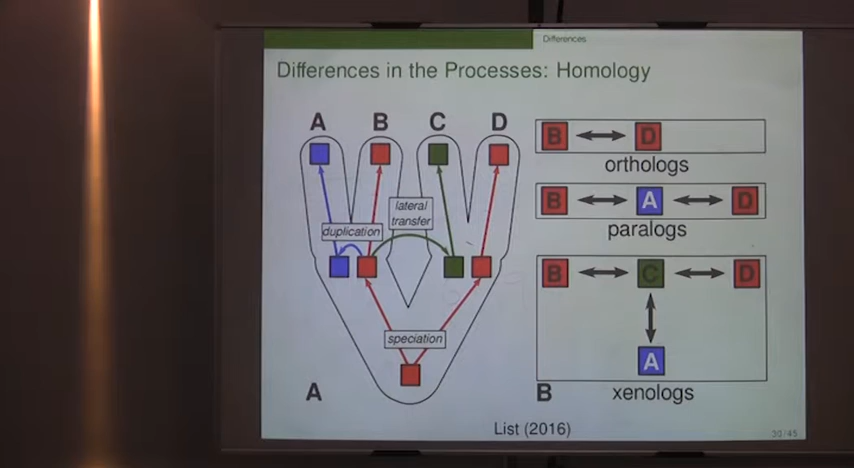 Differences
Differences in the Processes: Homology
A B C D
lateral
transfer
duplication
speciation
A
B D
orthologs
B A D
paralogs
B C D
A
B xenologs
List (2016)
30/45